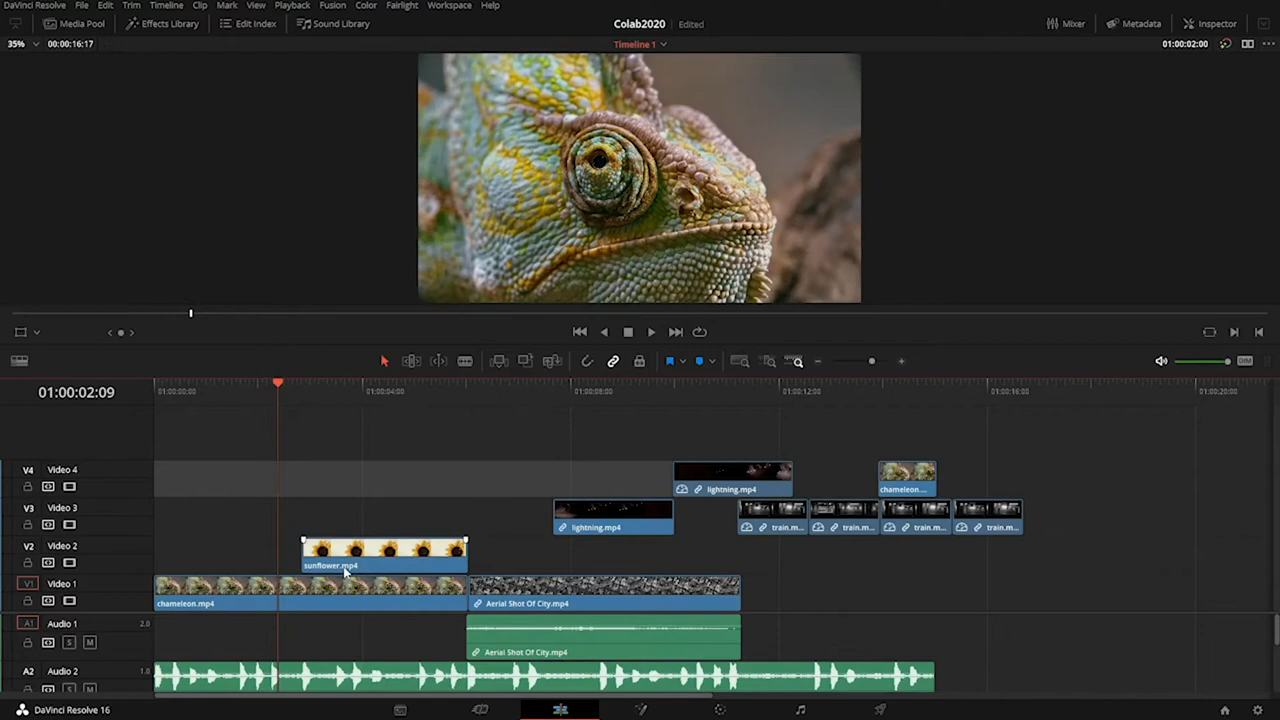 DaVinci Resolve File Edit Trim Timeline Clip Mark View Playback Fusion Color Fairlight Workspace Help
Media Pool Effects Library Edit Index Sound Library Colab2020 Edited Mixer Metadata Inspector
35% 00:00:16:17 Timeline 1 01:00:02:00
DIM
01:00:02:09 01:00:00:00 01:00:04:00 01:00:08:00 01:00:12:00 01:00:16:00 01:00:20:00
V4 Video 4
lightning.mp4 chameleon....
V3 Video 3
lightning.mp4 train.m... train.m... train.m... train.m...
V2 Video 2
sunflower.mp4
V1 Video 1
chameleon.mp4 Aerial Shot Of City.mp4
A1 Audio 1 2.0
S M
Aerial Shot Of City.mp4
A2 Audio 2 1.0
S M
DaVinci Resolve 16